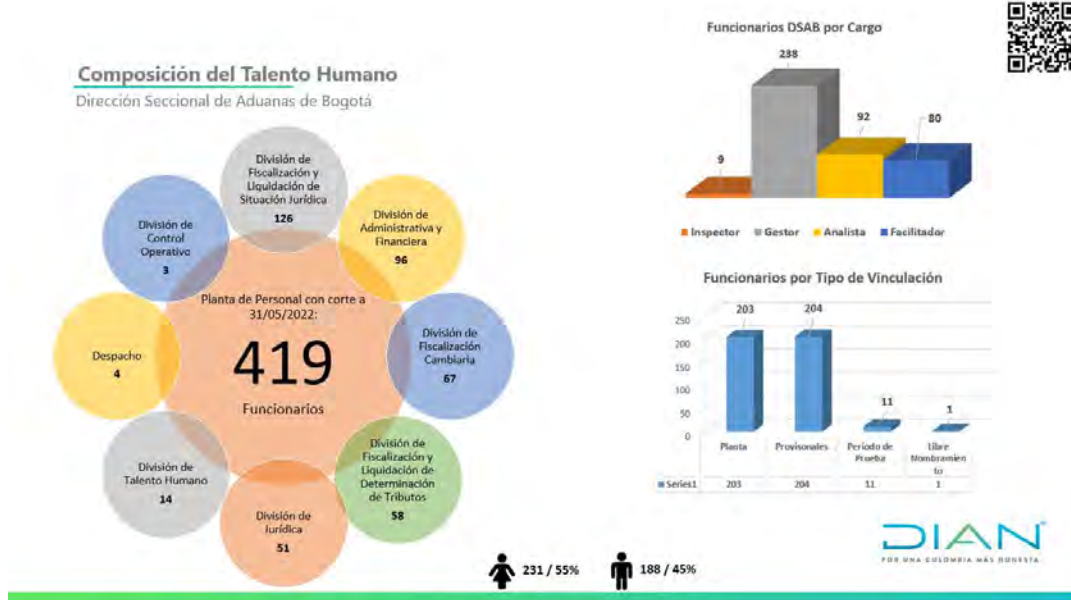 Composición del Talento Humano
Dirección Seccional de Aduanas de Bogotá
División de
Fiscalización y
Liquidación de
Situación Jurídica
126
División de
Administrativa y
Financiera
96
División de
Fiscalización
Cambiaria
67
División de
Fiscalización y
Liquidación de
Determinación
de Tributos
58
División de
Jurídica
51
División de
Talento Humano
14
Despacho
4
División de
Control
Operativo
3
Planta de Personal con corte a
31/05/2022:
419
Funcionarios
231 / 55%
188 / 45%
Funcionarios DSAB por Cargo
238
92
80
9
Inspector Gestor Analista Facilitador
Funcionarios por Tipo de Vinculación
203 204
11
1
250
200
150
100
50
0
Planta Provisonales Período de Libre
Prueba Nombramien
to
Series1 203 204 11 1
DIAN
POR UNA COLOMBIA MÁS HONESTA